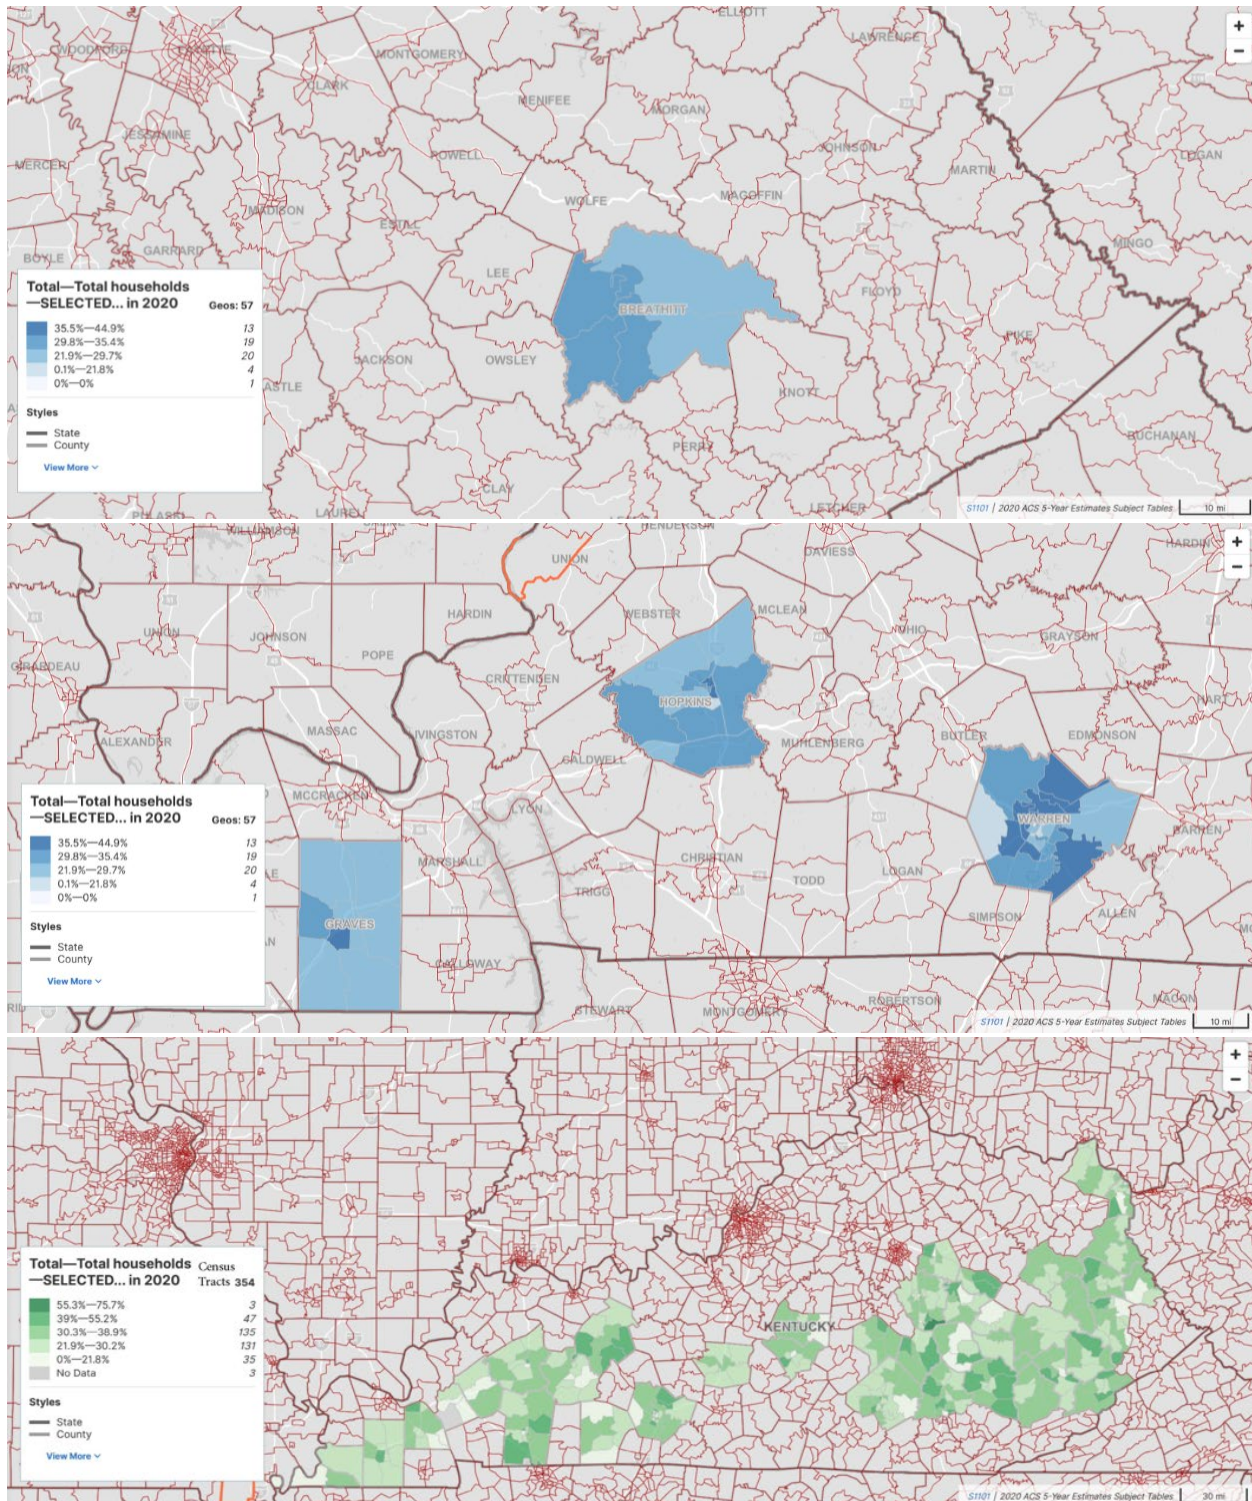 ELLIOTT
LAWRENCE
WOODFORD
MONTGOMERY
CLARK
MENIFEE
MORGAN
JESSAMINE
JOHNSON
LOGAN
MERCER
POWELL
MARTIN
WOLFE
MAGOFFIN
MADISON
ESTILL
MINGO
GARRARD
BOYLE
LEE
FLOYD
BREATHITT
PIKE
JACKSON
OWSLEY
ASTLE
KNOTT
BUCHANAN
PERRY
CLAY
LETCHER
LAUREL
+
−
Total—Total households
—SELECTED... in 2020 Geos: 57
35.5%—44.9% 13
29.8%—35.4% 19
21.9%—29.7% 20
0.1%—21.8% 4
0%—0% 1
Styles
State
County
View More
S1101 | 2020 ACS 5-Year Estimates Subject Tables 10 mi
WILLIAMSON
HENDERSON
DAVIESS
HARDIN
UNION
+
−
HARDIN
WEBSTER
MCLEAN
UNION
JOHNSON
OHIO
GRAYSON
POPE
GIRARDEAU
CRITTENDEN
HOPKINS
HART
MASSAC
LIVINGSTON
ALEXANDER
MUHLENBERG
BUTLER
EDMONSON
CALDWELL
MCCRACKEN
LYON
WARREN
BARREN
MARSHALL
CHRISTIAN
TODD
LOGAN
TRIGG
SIMPSON
ALLEN
GRAVES
CALLOWAY
STEWART
MONTGOMERY
ROBERTSON
MACON
Total—Total households
—SELECTED... in 2020 Geos: 57
35.5%—44.9% 13
29.8%—35.4% 19
21.9%—29.7% 20
0.1%—21.8% 4
0%—0% 1
Styles
State
County
View More
S1101 | 2020 ACS 5-Year Estimates Subject Tables 10 mi
+
−
KENTUCKY
Total—Total households Census
—SELECTED... in 2020 Tracts 354
55.3%—75.7% 3
39%—55.2% 47
30.3%—38.9% 135
21.9%—30.2% 131
0%—21.8% 35
No Data 3
Styles
State
County
View More
S1101 | 2020 ACS 5-Year Estimates Subject Tables 30 mi